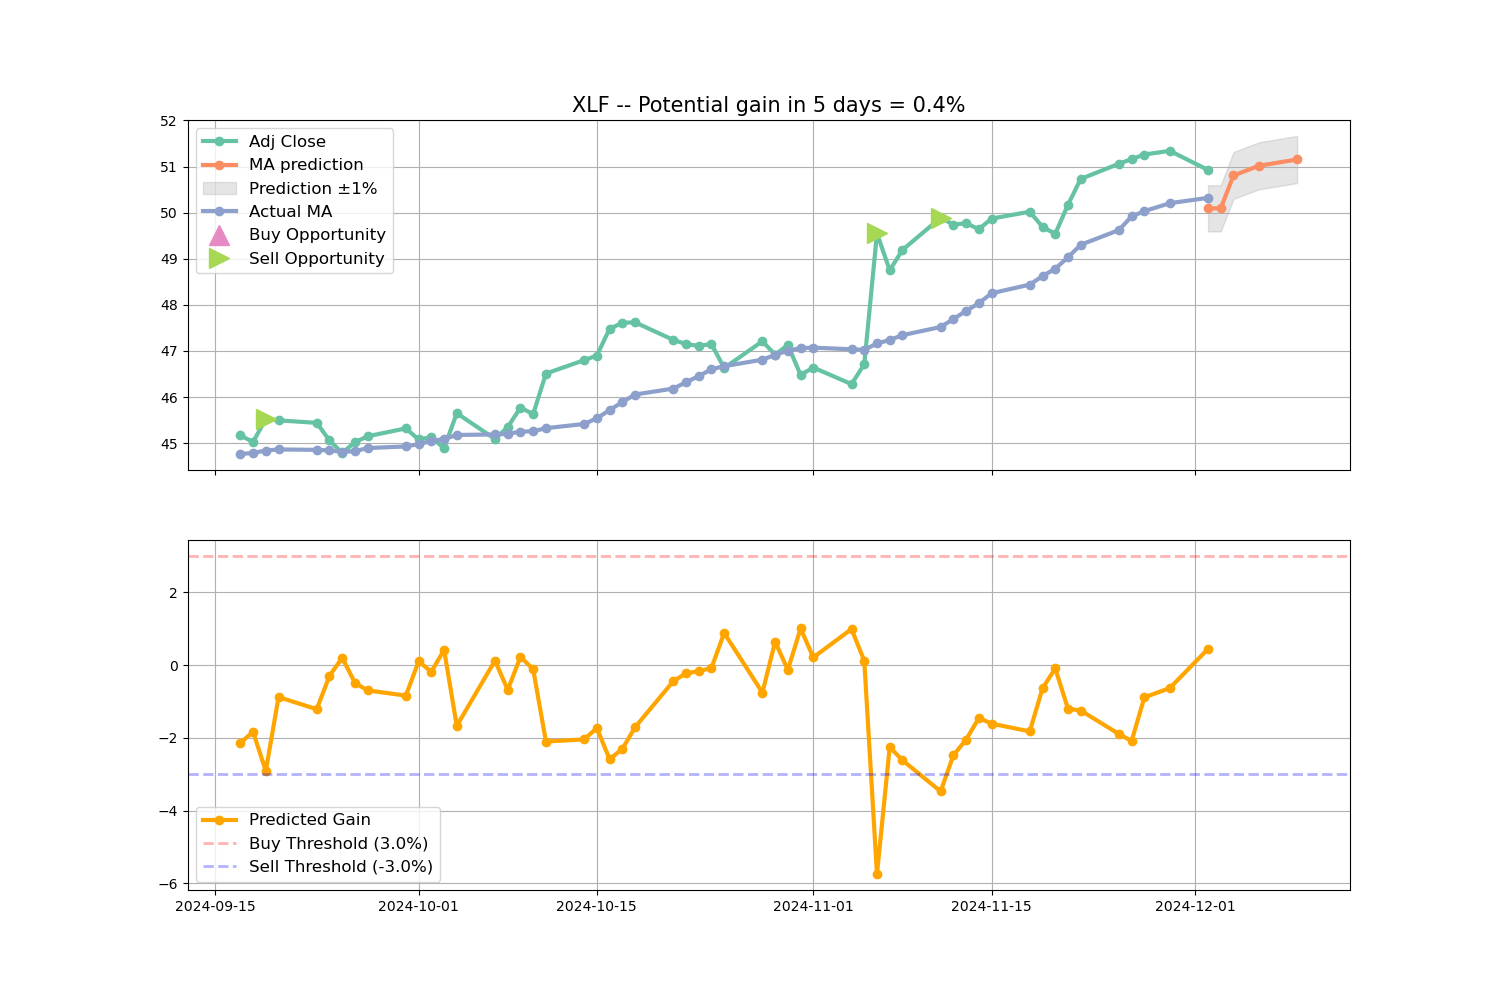 XLF -- Potential gain in 5 days = 0.4%
52
51
50
49
48
47
46
45
Adj Close
MA prediction
Prediction ±1%
Actual MA
Buy Opportunity
Sell Opportunity
2
0
−2
−4
−6
Predicted Gain
Buy Threshold (3.0%)
Sell Threshold (-3.0%)
2024-09-15 2024-10-01 2024-10-15 2024-11-01 2024-11-15 2024-12-01